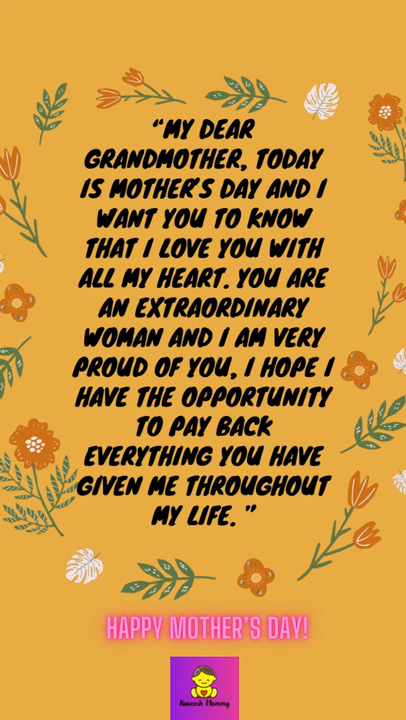 “MY DEAR
GRANDMOTHER, TODAY
IS MOTHER'S DAY AND I
WANT YOU TO KNOW
THAT I LOVE YOU WITH
ALL MY HEART. YOU ARE
AN EXTRAORDINARY
WOMAN AND I AM VERY
PROUD OF YOU, I HOPE I
HAVE THE OPPORTUNITY
TO PAY BACK
EVERYTHING YOU HAVE
GIVEN ME THROUGHOUT
MY LIFE. ”
HAPPY MOTHER'S DAY!
Kuveesh Mommy